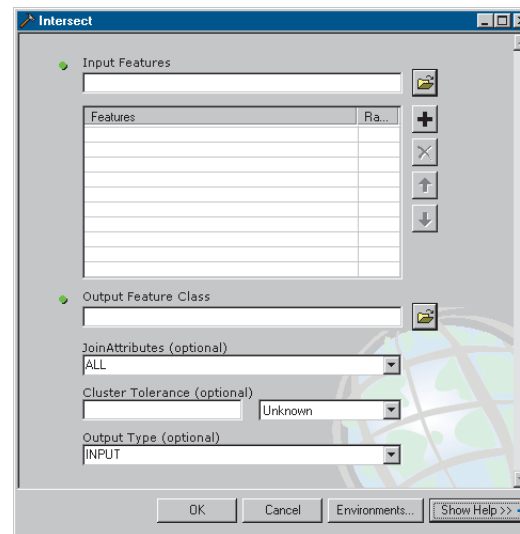 Intersect
Input Features
Features Ra...
Output Feature Class
JoinAttributes (optional)
ALL
Cluster Tolerance (optional)
Unknown
Output Type (optional)
INPUT
OK Cancel Environments... Show Help >>